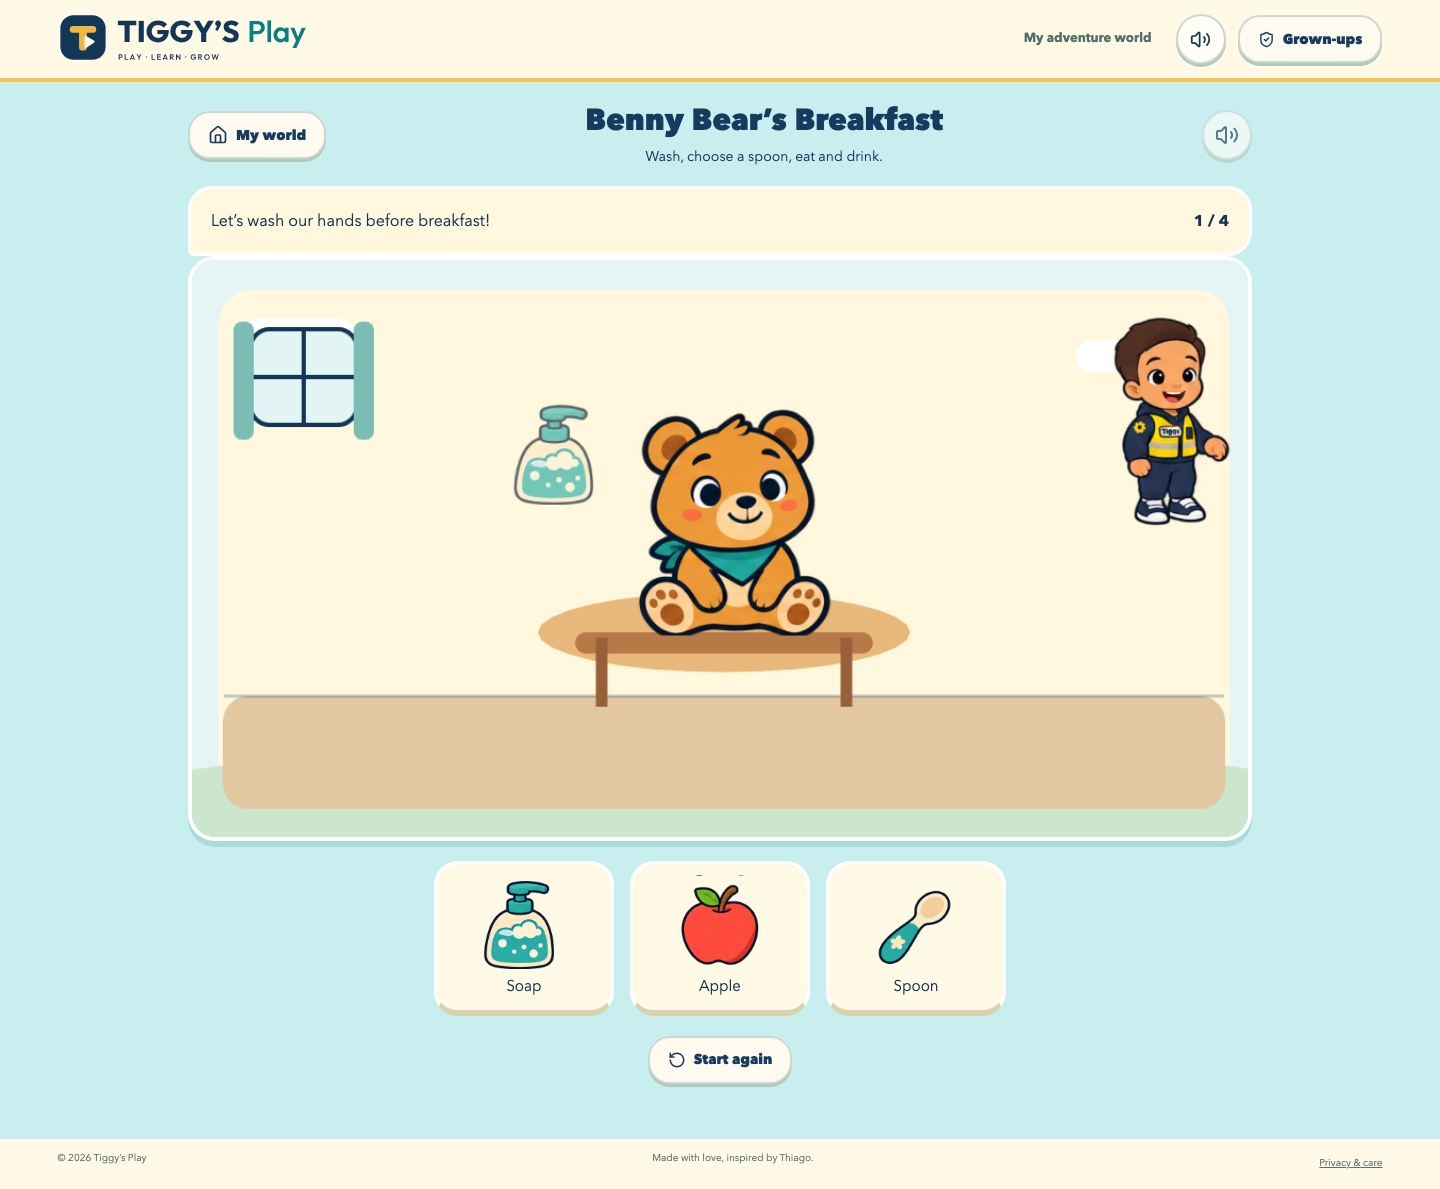 TIGGY’S Play
PLAY · LEARN · GROW
My adventure world
Grown-ups
My world
Benny Bear’s Breakfast
Wash, choose a spoon, eat and drink.
Let’s wash our hands before breakfast!
1 / 4
Tiggy
Soap
Apple
Spoon
Start again
© 2026 Tiggy’s Play
Made with love, inspired by Thiago.
Privacy & care